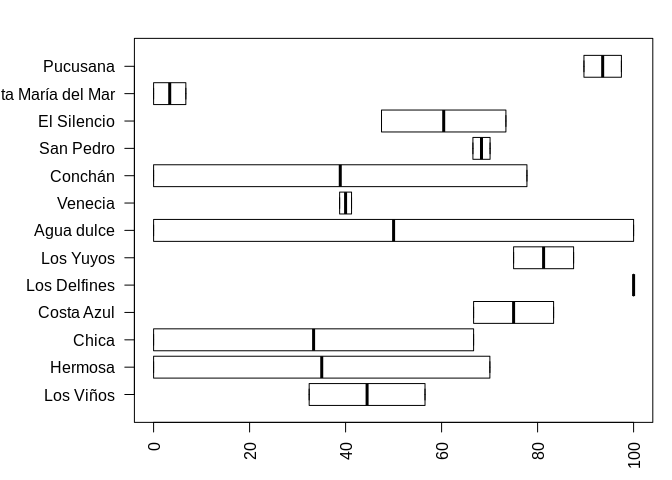 Pucusana
ta María del Mar
El Silencio
San Pedro
Conchán
Venecia
Agua dulce
Los Yuyos
Los Delfines
Costa Azul
Chica
Hermosa
Los Viños
0
20
40
60
80
100